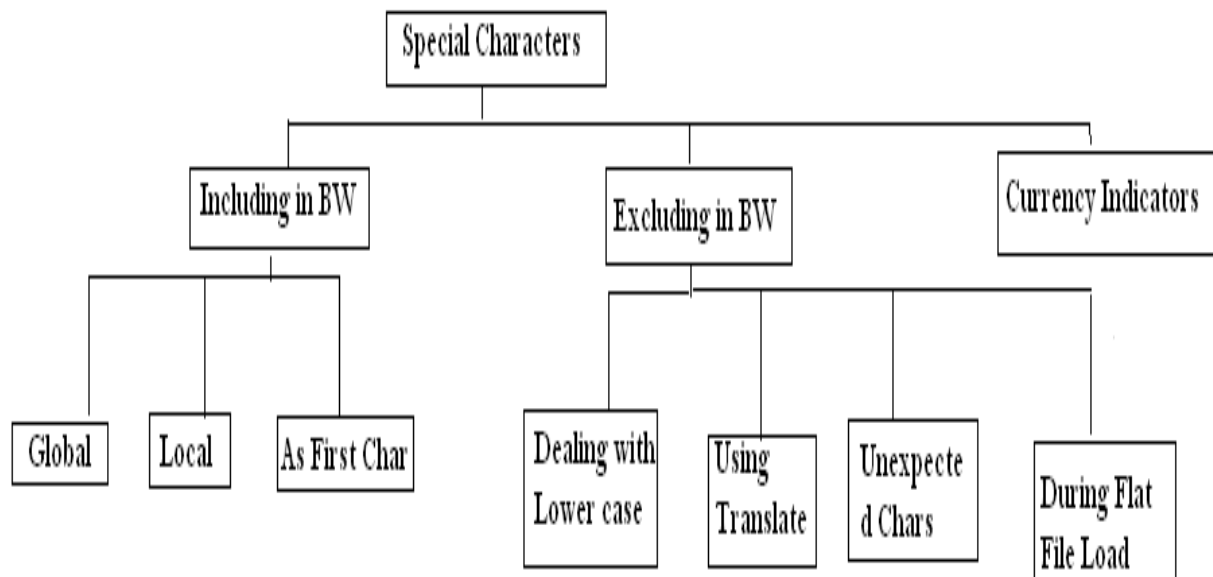 Special Characters
Including in BW
Excluding in BW
Currency Indicators
Global
Local
As First Char
Dealing with
Lower case
Using
Translate
Unexpecte
d Chars
During Flat
File Load